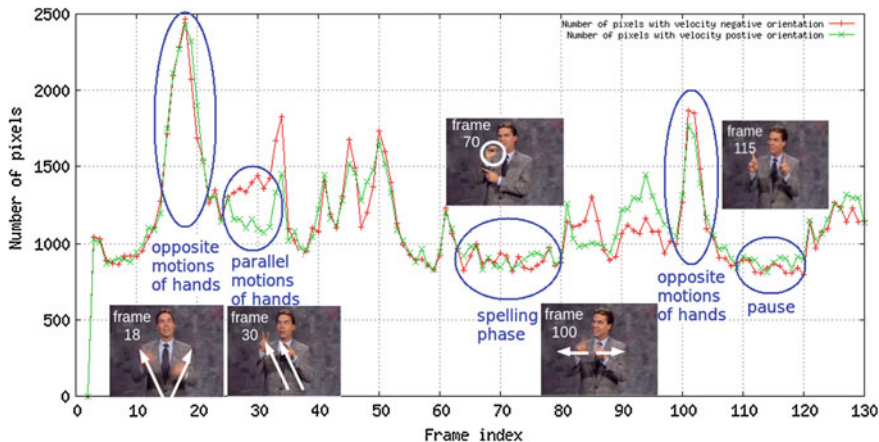 Number of pixels with velocity negative orientation
Number of pixels with velocity postive orientation
2500
2000
1500
1000
500
0
Number of pixels
opposite
motions
of hands
parallel
motions
of hands
frame
18
frame
30
frame
70
spelling
phase
frame
100
opposite
motions
of hands
frame
115
pause
0 10 20 30 40 50 60 70 80 90 100 110 120 130
Frame index